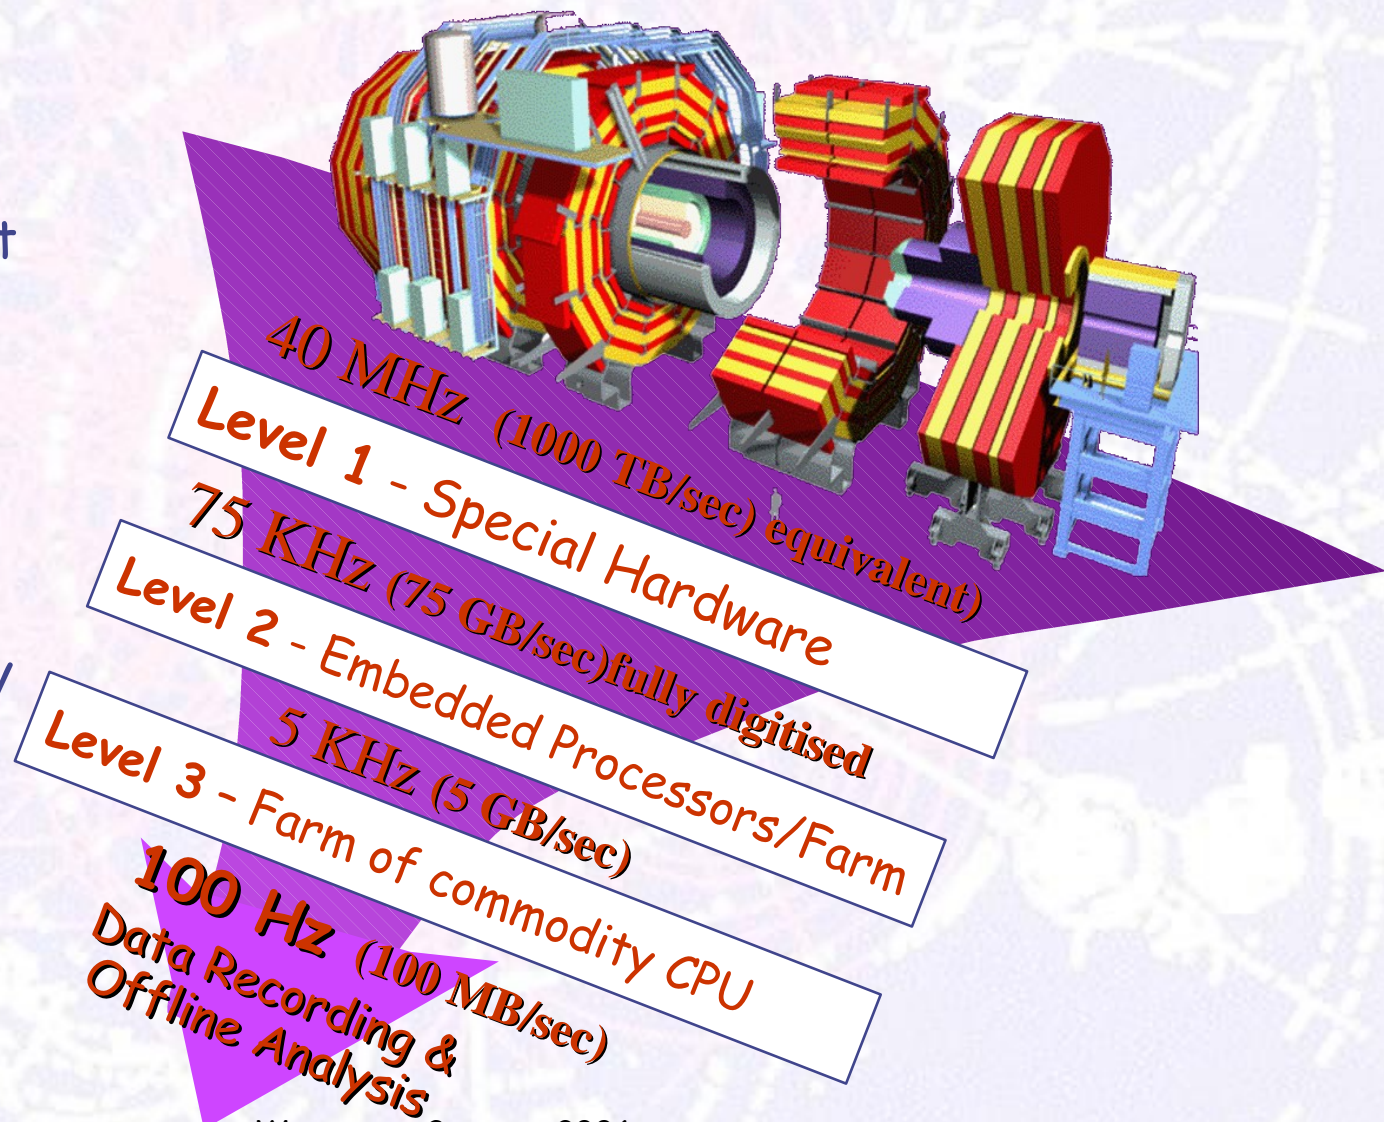 40 MHz (1000 TB/sec) equivalent)
Level 1 - Special Hardware
75 KHz (75 GB/sec)fully digitised
Level 2 - Embedded Processors/Farm
5 KHz (5 GB/sec)
Level 3 - Farm of commodity CPU
100 Hz (100 MB/sec)
Data Recording &
Offline Analysis